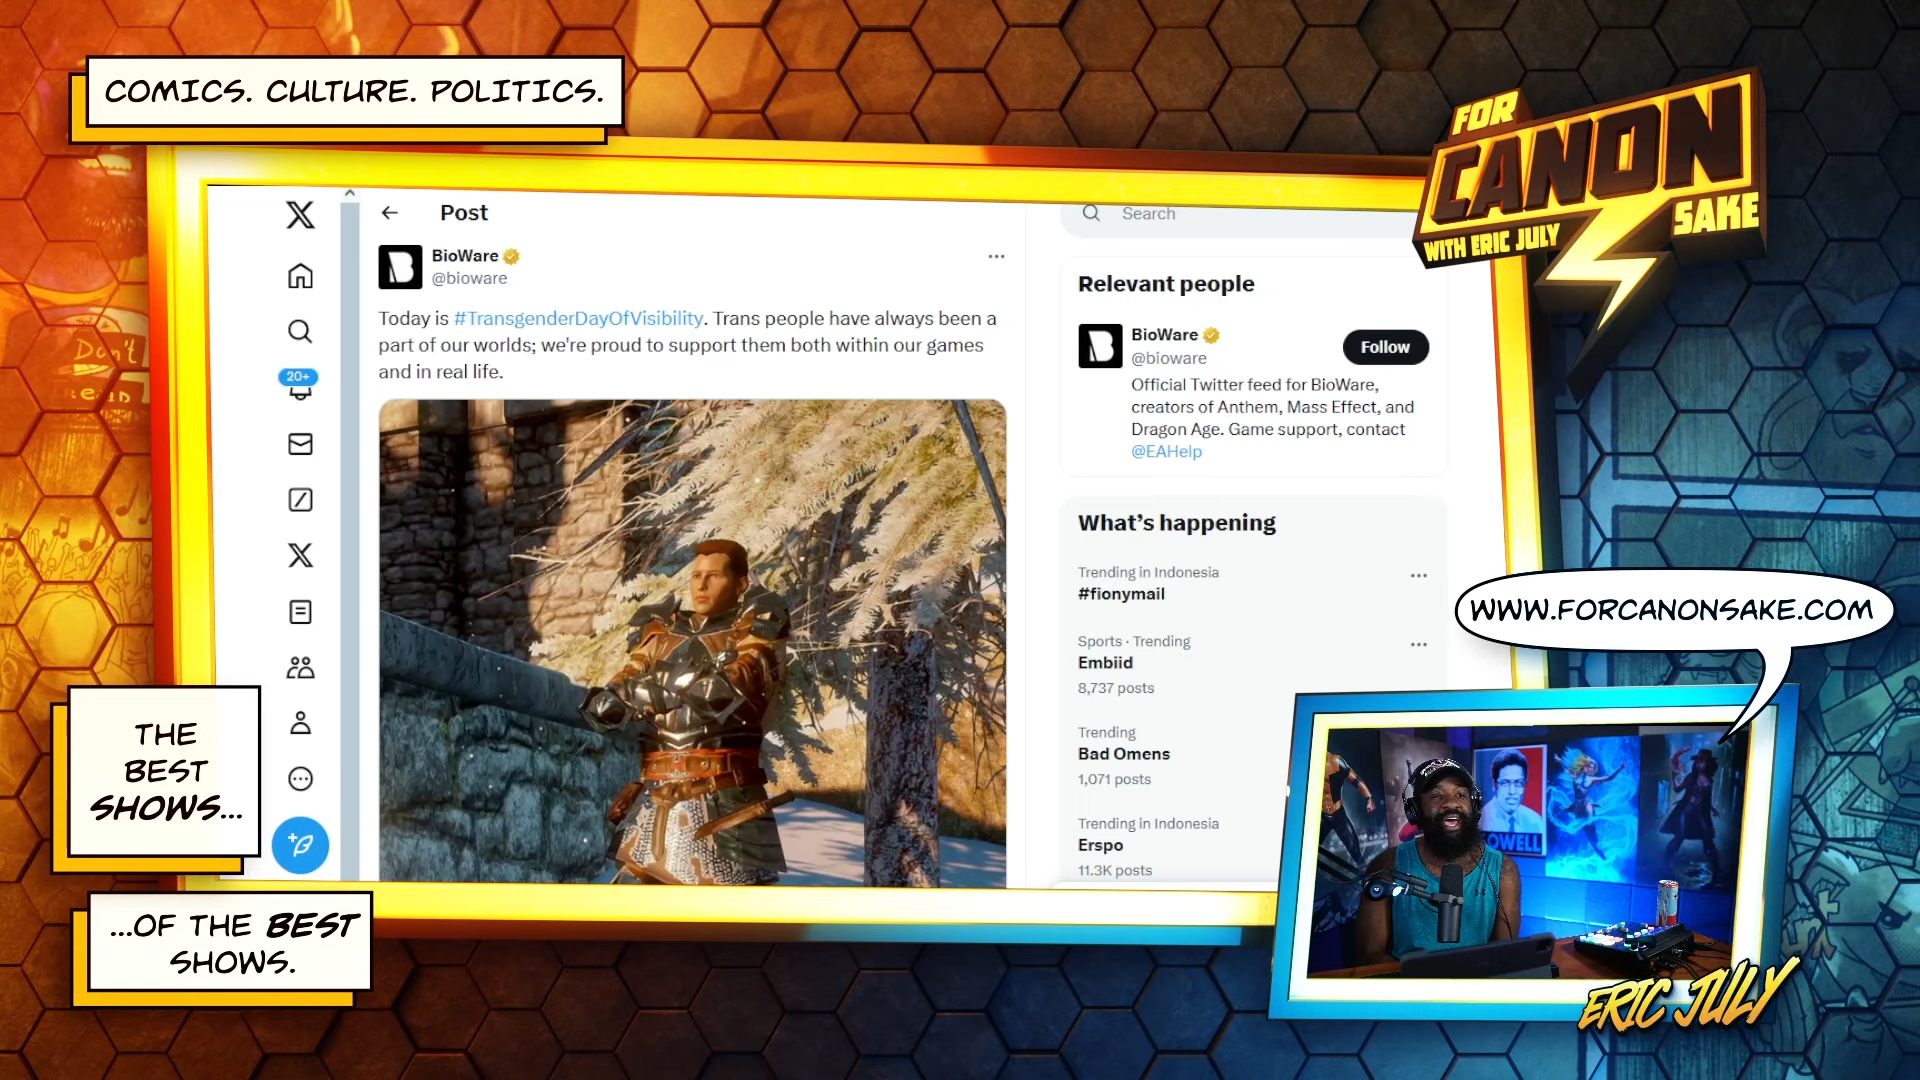 COMICS. CULTURE. POLITICS.
FOR
CANON
SAKE
WITH ERIC JULY
Post
BioWare
@bioware
Today is #TransgenderDayOfVisibility. Trans people have always been a
part of our worlds; we're proud to support them both within our games
and in real life.
20+
Search
Relevant people
BioWare
@bioware
Follow
Official Twitter feed for BioWare,
creators of Anthem, Mass Effect, and
Dragon Age. Game support, contact
@EAHelp
What's happening
Trending in Indonesia
#fionymail
Sports · Trending
Embiid
8,737 posts
Trending
Bad Omens
1,071 posts
Trending in Indonesia
Erspo
11.3K posts
WWW.FORCANONSAKE.COM
THE
BEST
SHOWS...
...OF THE BEST
SHOWS.
OWELL
ERIC JULY
Don't